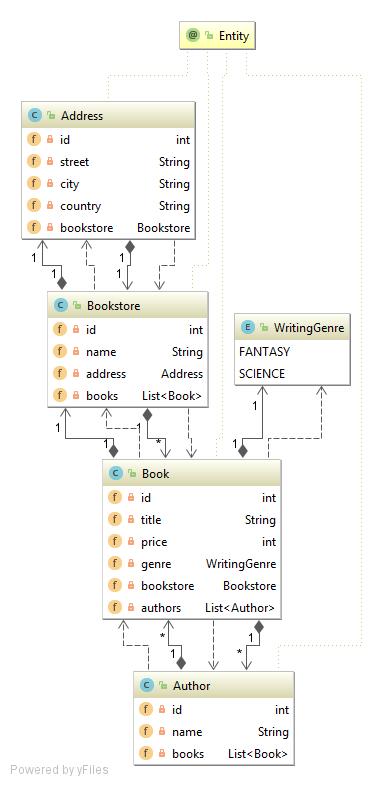 @ Entity
C Address
f id int
f street String
f city String
f country String
f bookstore Bookstore
1 1
1 1
C Bookstore
f id int
f name String
f address Address
f books List<Book>
E WritingGenre
FANTASY
SCIENCE
1 1 1
1 * 1
C Book
f id int
f title String
f price int
f genre WritingGenre
f bookstore Bookstore
f authors List<Author>
* 1
1 *
C Author
f id int
f name String
f books List<Book>
Powered by yFiles